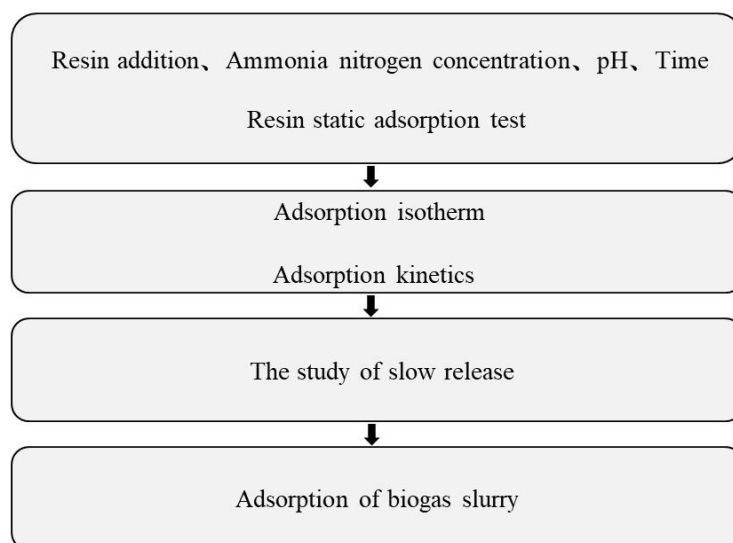 Resin addition、Ammonia nitrogen concentration、pH、Time
Resin static adsorption test
Adsorption isotherm
Adsorption kinetics
The study of slow release
Adsorption of biogas slurry